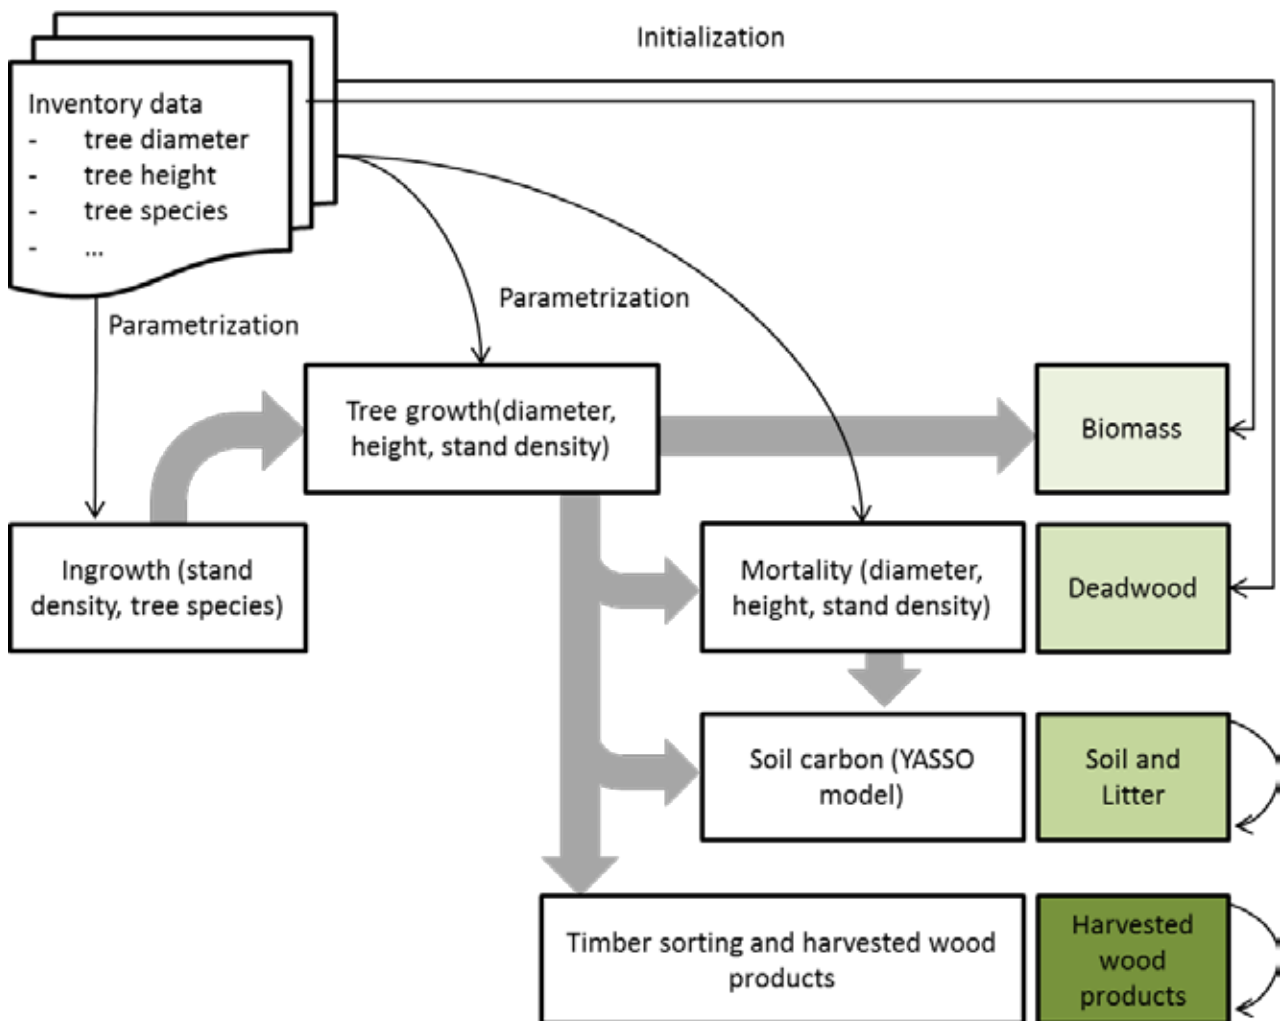 Initialization
Inventory data
- tree diameter
- tree height
- tree species
- ...
Parametrization
Parametrization
Tree growth(diameter,
height, stand density)
Biomass
Ingrowth (stand
density, tree species)
Mortality (diameter,
height, stand density)
Deadwood
Soil carbon (YASSO
model)
Soil and
Litter
Timber sorting and harvested wood
products
Harvested
wood
products